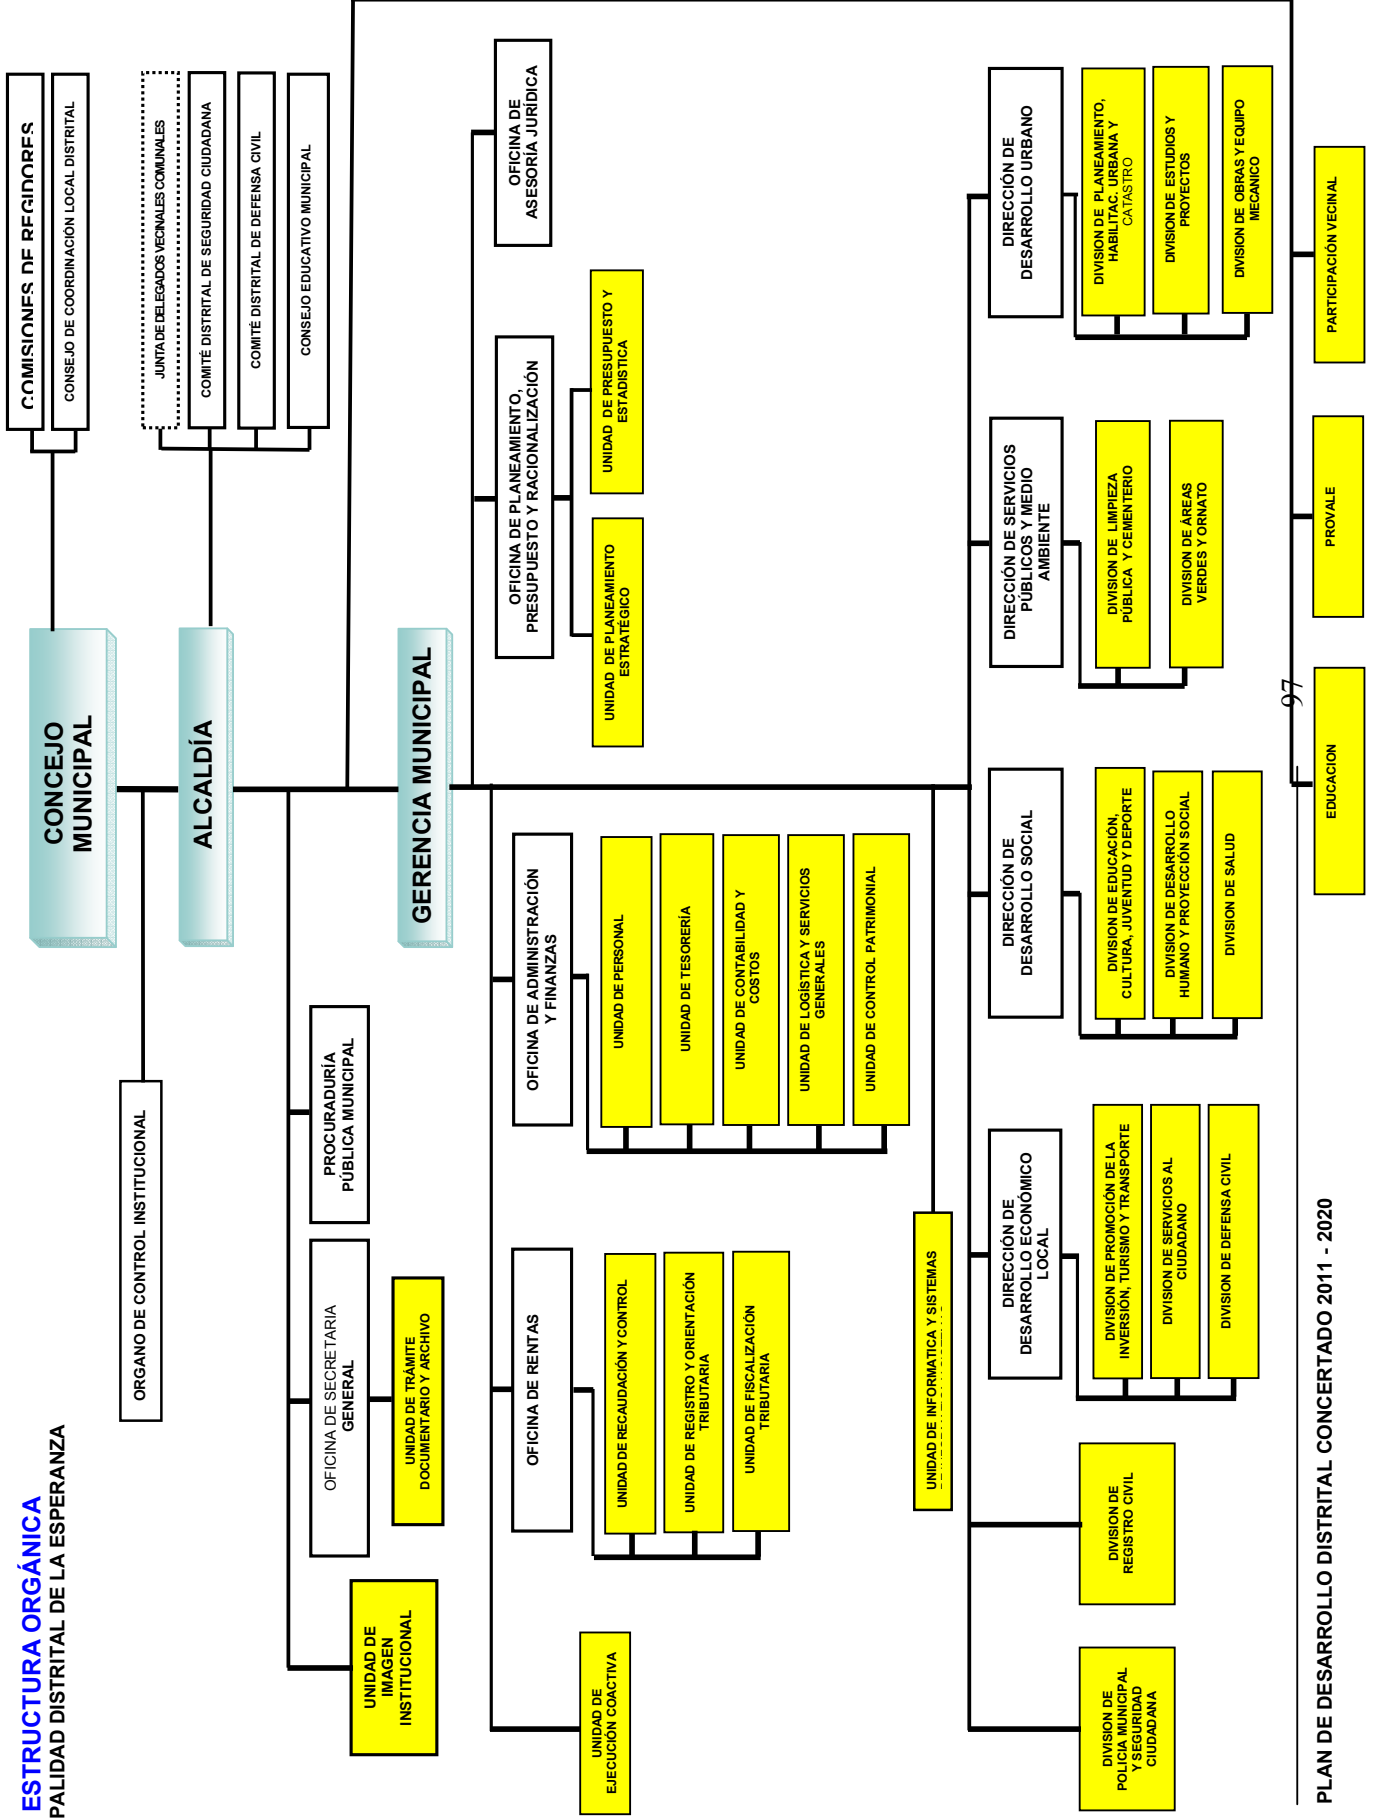 ESTRUCTURA ORGÁNICA
PALIDAD DISTRITAL DE LA ESPERANZA
CONCEJO
MUNICIPAL
COMISIONES DE REGIDORES
CONSEJO DE COORDINACIÓN LOCAL DISTRITAL
ORGANO DE CONTROL INSTITUCIONAL
ALCALDÍA
JUNTA DE DELEGADOS VECINALES COMUNALES
COMITÉ DISTRITAL DE SEGURIDAD CIUDADANA
COMITÉ DISTRITAL DE DEFENSA CIVIL
CONSEJO EDUCATIVO MUNICIPAL
UNIDAD DE
IMAGEN
INSTITUCIONAL
OFICINA DE SECRETARIA
GENERAL
UNIDAD DE TRÁMITE
DOCUMENTARIO Y ARCHIVO
PROCURADURÍA
PÚBLICA MUNICIPAL
GERENCIA MUNICIPAL
OFICINA DE PLANEAMIENTO,
PRESUPUESTO Y RACIONALIZACIÓN
UNIDAD DE PLANEAMIENTO
ESTRATÉGICO
UNIDAD DE PRESUPUESTO Y
ESTADISTICA
OFICINA DE
ASESORÍA JURÍDICA
UNIDAD DE
EJECUCIÓN COACTIVA
OFICINA DE RENTAS
UNIDAD DE RECAUDACIÓN Y CONTROL
UNIDAD DE REGISTRO Y ORIENTACIÓN
TRIBUTARIA
UNIDAD DE FISCALIZACIÓN
TRIBUTARIA
OFICINA DE ADMINISTRACIÓN
Y FINANZAS
UNIDAD DE PERSONAL
UNIDAD DE TESORERÍA
UNIDAD DE CONTABILIDAD Y
COSTOS
UNIDAD DE LOGÍSTICA Y SERVICIOS
GENERALES
UNIDAD DE CONTROL PATRIMONIAL
UNIDAD DE INFORMATICA Y SISTEMAS
DIVISION DE
POLICIA MUNICIPAL
Y SEGURIDAD
CIUDADANA
DIVISION DE
REGISTRO CIVIL
DIRECCIÓN DE
DESARROLLO ECONÓMICO
LOCAL
DIVISION DE PROMOCIÓN DE LA
INVERSIÓN, TURISMO Y TRANSPORTE
DIVISION DE SERVICIOS AL
CIUDADANO
DIVISION DE DEFENSA CIVIL
DIRECCIÓN DE
DESARROLLO SOCIAL
DIVISION DE EDUCACIÓN,
CULTURA, JUVENTUD Y DEPORTE
DIVISION DE DESARROLLO
HUMANO Y PROYECCIÓN SOCIAL
DIVISION DE SALUD
DIRECCIÓN DE SERVICIOS
PÚBLICOS Y MEDIO
AMBIENTE
DIVISION DE LIMPIEZA
PÚBLICA Y CEMENTERIO
DIVISION DE ÁREAS
VERDES Y ORNATO
DIRECCIÓN DE
DESARROLLO URBANO
DIVISION DE PLANEAMIENTO,
HABILITAC. URBANA Y
CATASTRO
DIVISION DE ESTUDIOS Y
PROYECTOS
DIVISION DE OBRAS Y EQUIPO
MECANICO
EDUCACION
PROVALE
PARTICIPACIÓN VECINAL
97
PLAN DE DESARROLLO DISTRITAL CONCERTADO 2011 - 2020